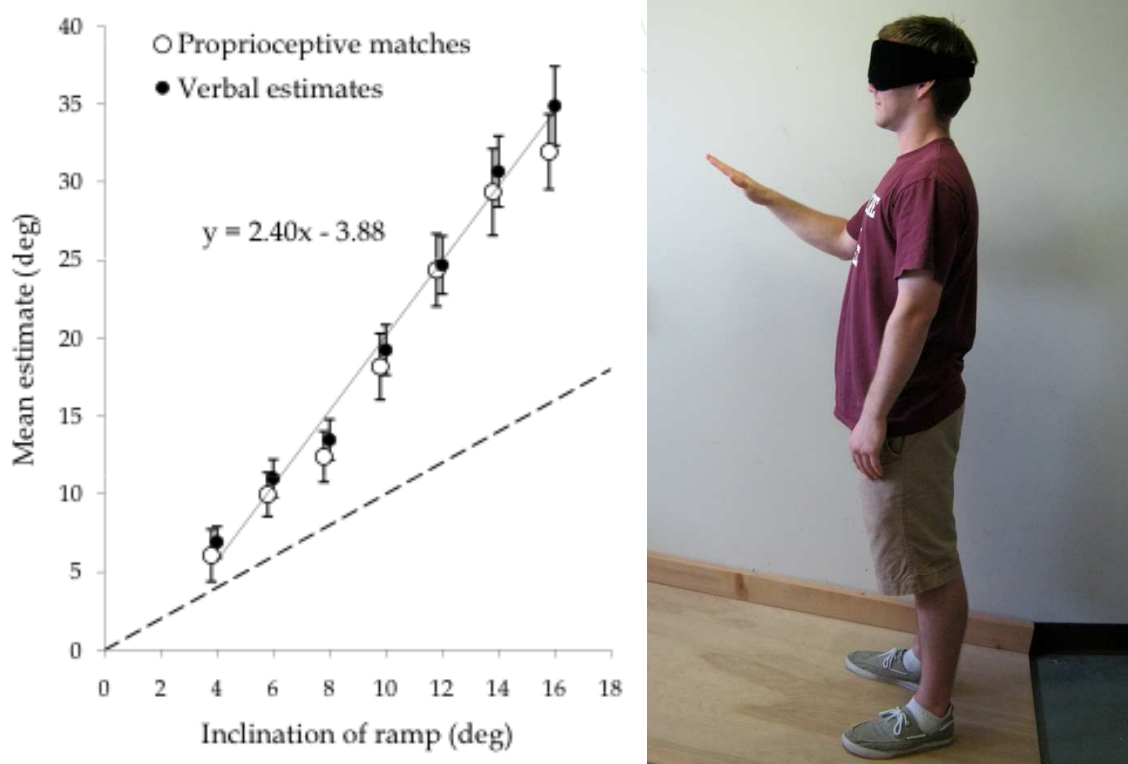 40
Proprioceptive matches
Verbal estimates
35
30
y = 2.40x - 3.88
25
20
15
10
5
0
Mean estimate (deg)
0 2 4 6 8 10 12 14 16 18
Inclination of ramp (deg)